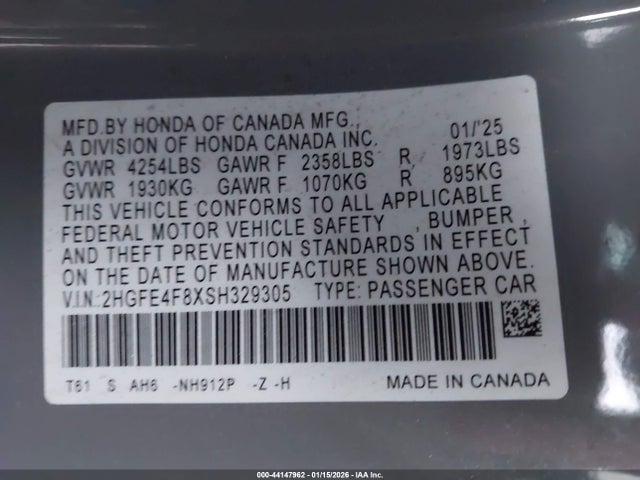 MFD.BY HONDA OF CANADA MFG., 01/'25
A DIVISION OF HONDA CANADA INC.
GVWR 4254LBS GAWR F 2358LBS R, 1973LBS
GVWR 1930KG GAWR F 1070KG R 895KG
THIS VEHICLE CONFORMS TO ALL APPLICABLE
FEDERAL MOTOR VEHICLE SAFETY , BUMPER ,
AND THEFT PREVENTION STANDARDS IN EFFECT
ON THE DATE OF MANUFACTURE SHOWN ABOVE.
V.I.N.:2HGFE4F8XSH329305 TYPE: PASSENGER CAR
T61 S AH6 -NH912P -Z -H MADE IN CANADA
000-44147962 - 01/15/2026 - IAA Inc.